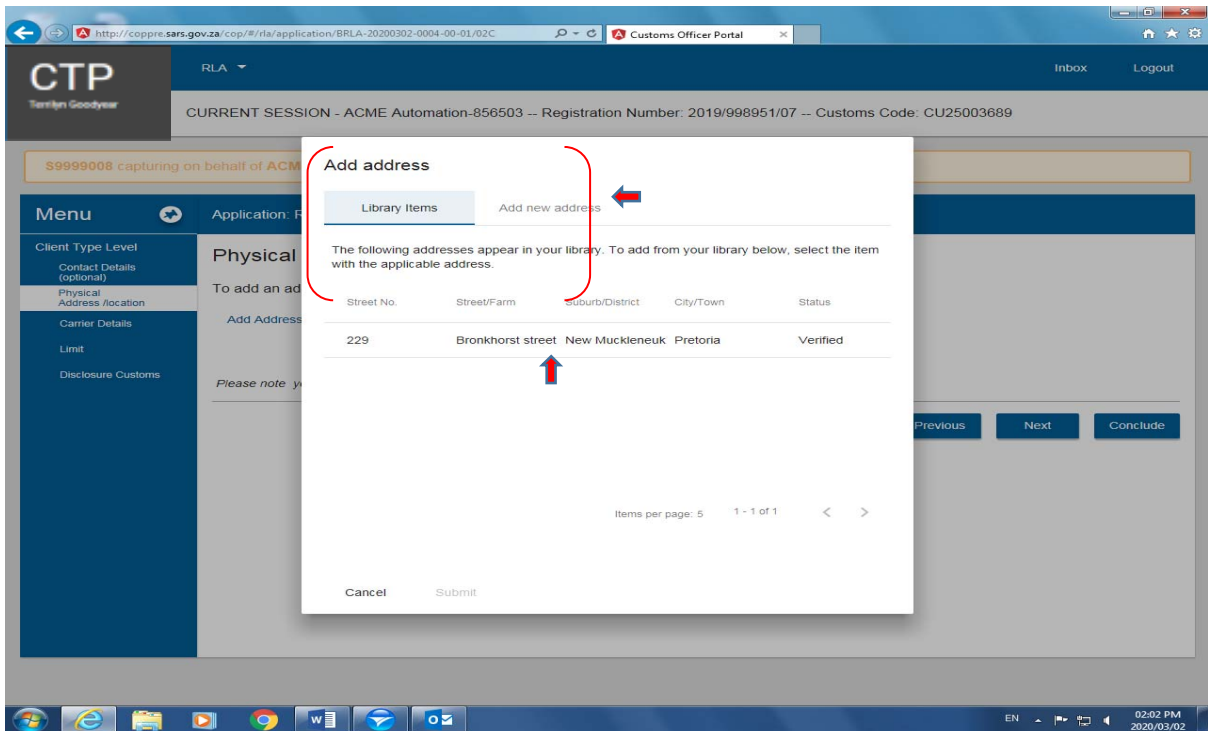 http://coppre.sars.gov.za/cop/#/rla/application/BRLA-20200302-0004-00-01/02C
Customs Officer Portal
CTP
RLA
Inbox
Logout
Territyn Goodyear
CURRENT SESSION - ACME Automation-856503 -- Registration Number: 2019/998951/07 -- Customs Code: CU25003689
S9999008 capturing on behalf of ACM
Add address
Menu
Application: R
Library Items
Add new address
Client Type Level
Contact Details
(optional)
Physical
Address /location
Carrier Details
Limit
Disclosure Customs
Physical
To add an ad
Add Address
Please note y
The following addresses appear in your library. To add from your library below, select the item
with the applicable address.
Street No. Street/Farm Suburb/District City/Town Status
229 Bronkhorst street New Muckleneuk Pretoria Verified
Previous
Next
Conclude
Items per page: 5 1 - 1 of 1
Cancel
Submit
EN
02:02 PM
2020/03/02